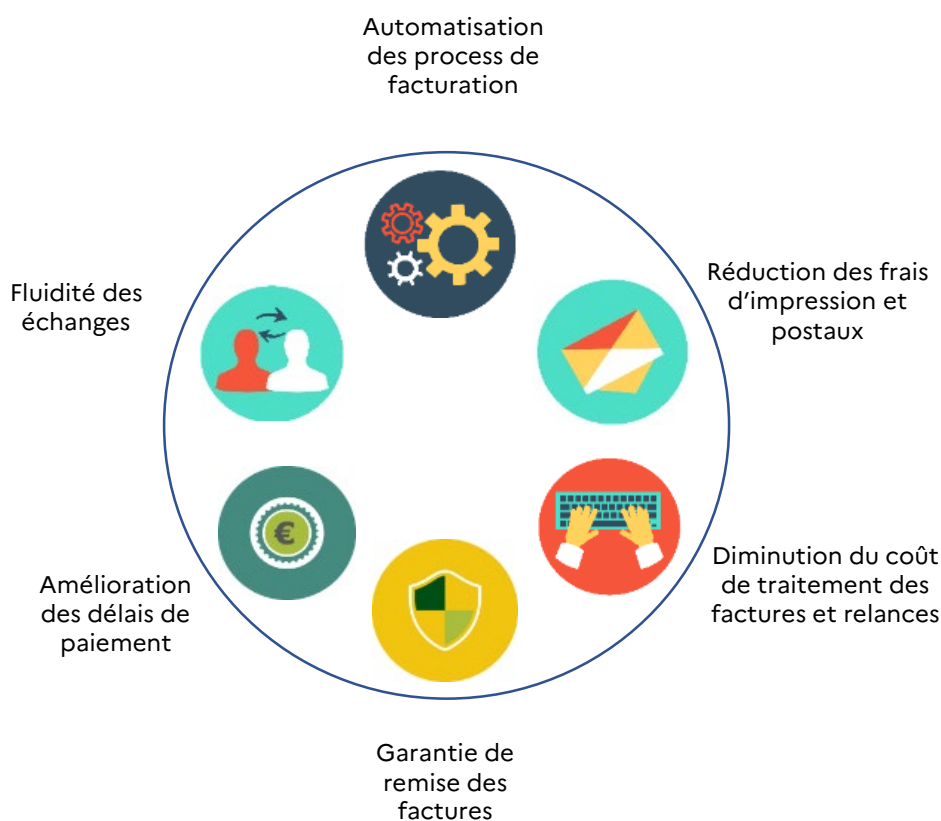 Automatisation
des process de
facturation
Réduction des frais
d’impression et
postaux
Diminution du coût
de traitement des
factures et relances
Garantie de
remise des
factures
Amélioration
des délais de
paiement
Fluidité des
échanges
€